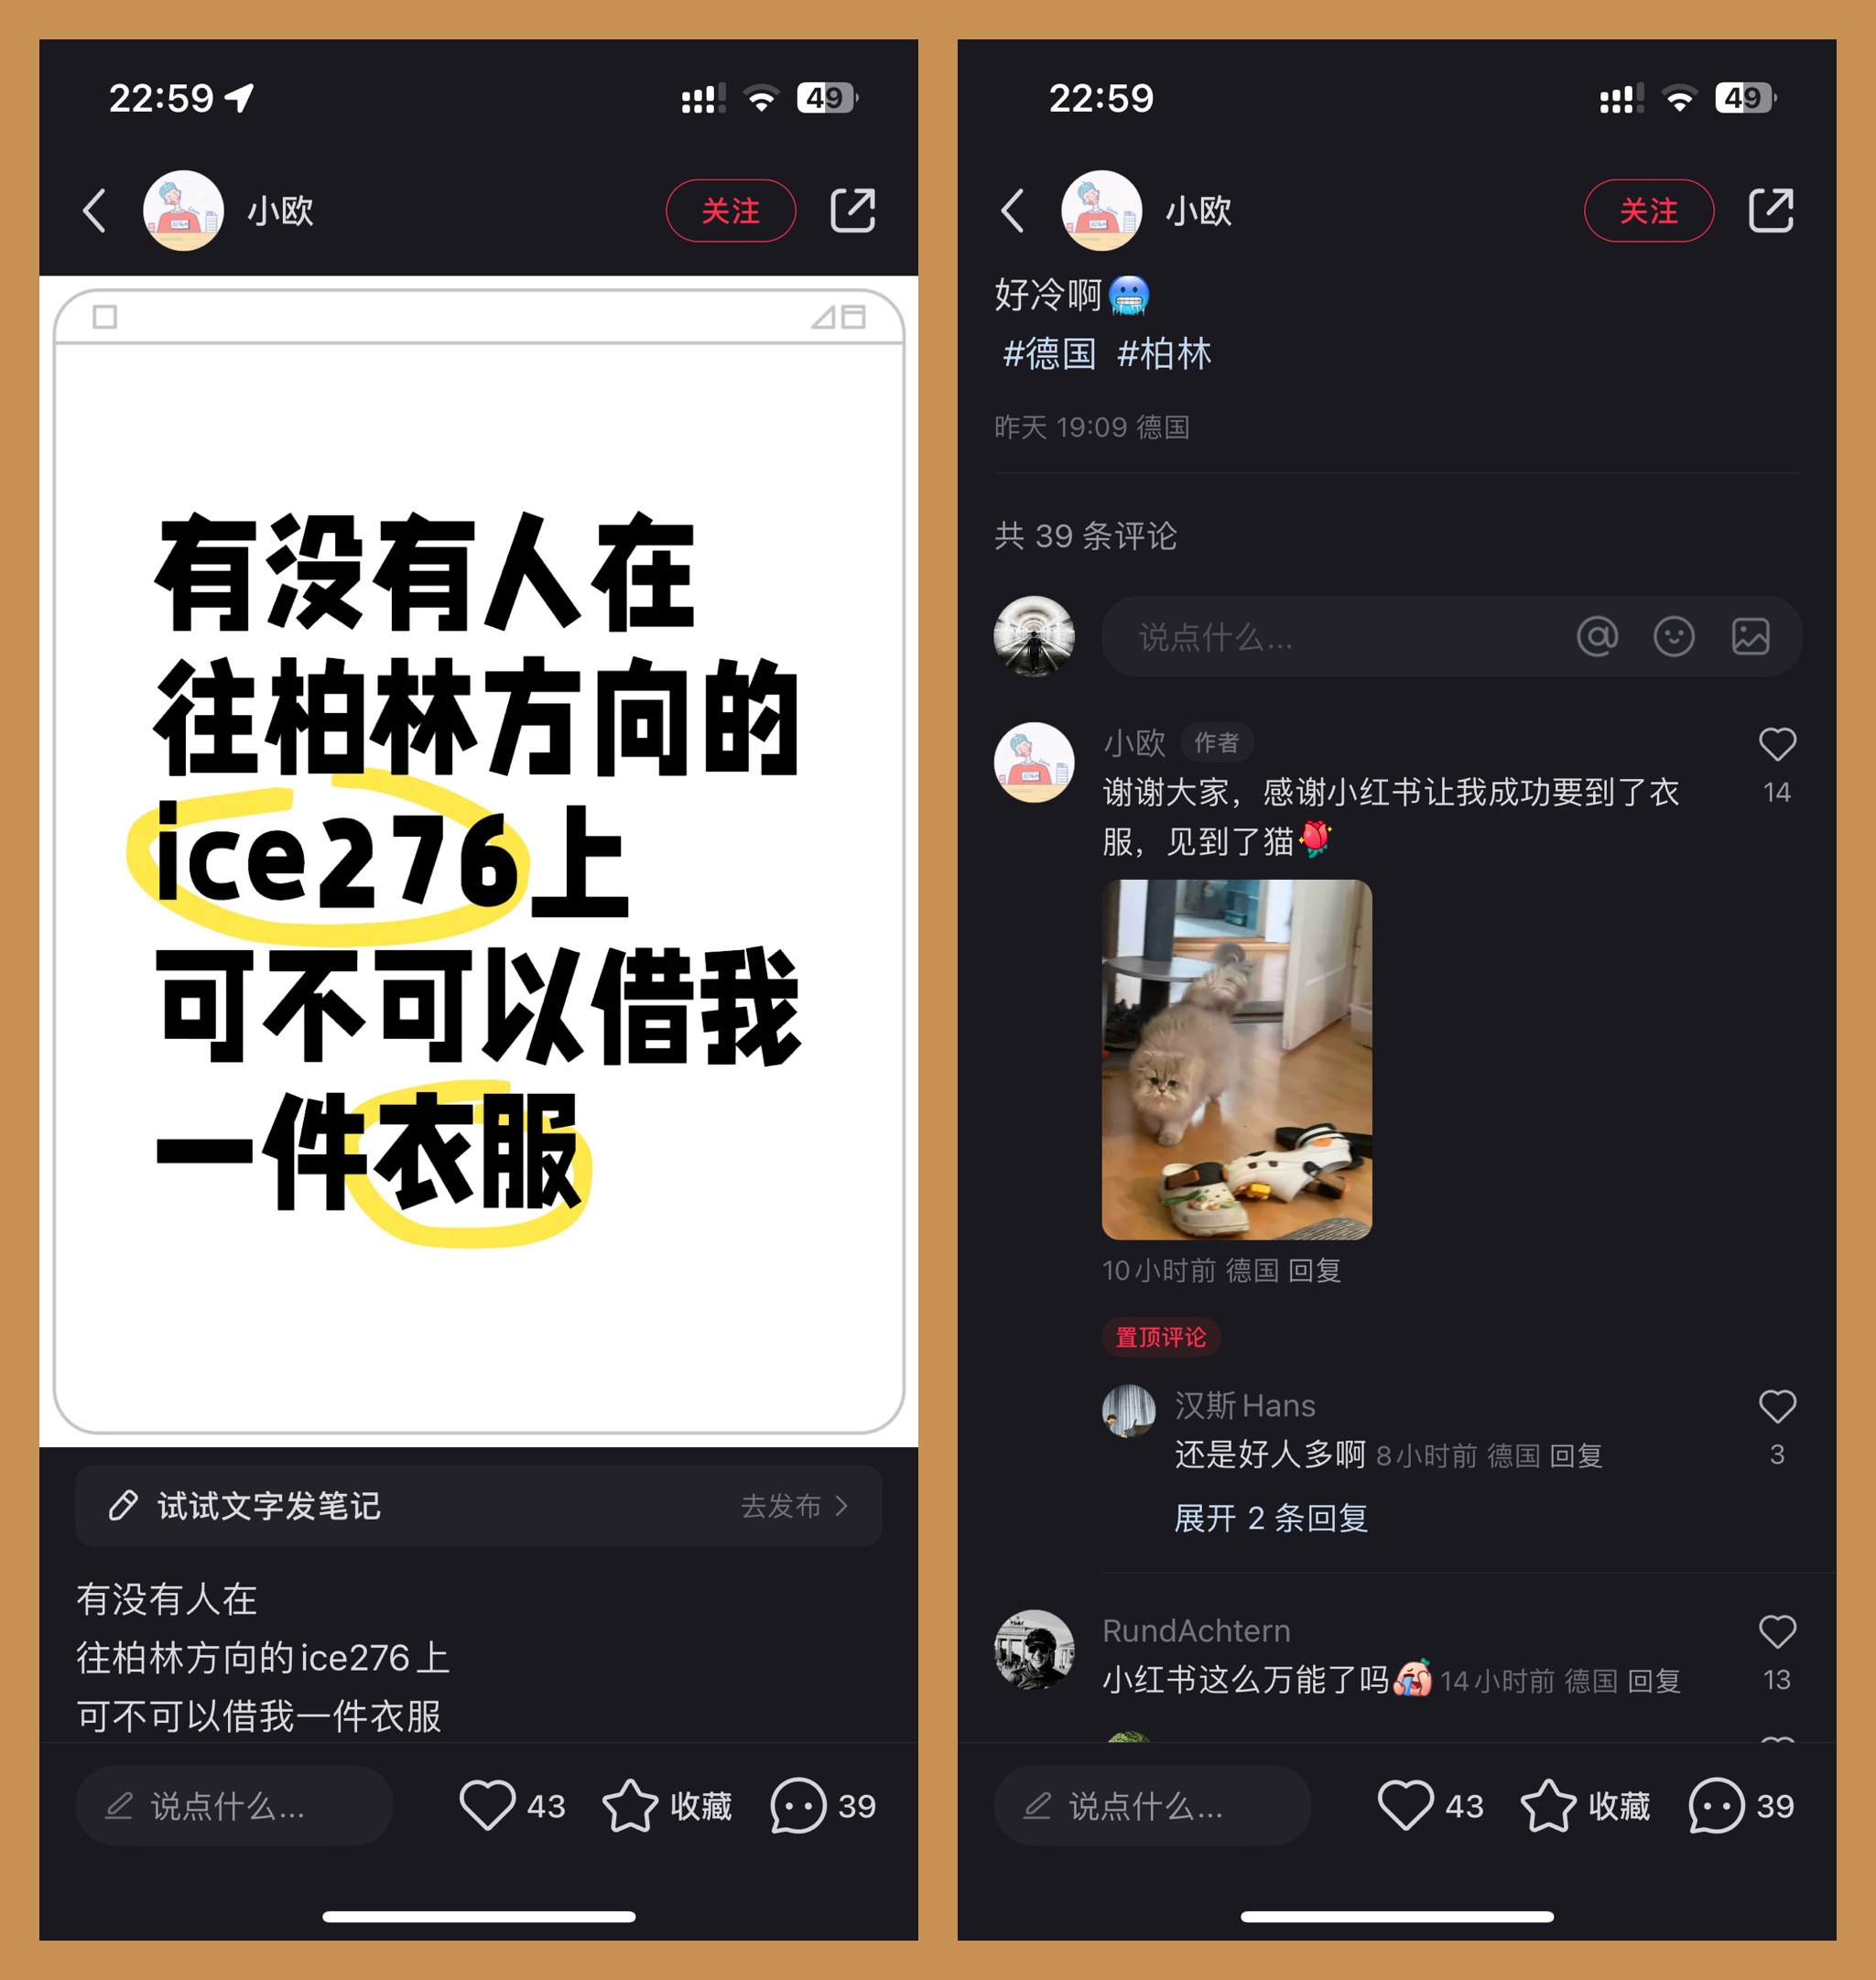 22:59
49
小欧
关注
有没有人在
往柏林方向的
ice276上
可不可以借我
一件衣服
试试文字发笔记
去发布
有没有人在
往柏林方向的ice276上
可不可以借我一件衣服
说点什么...
43
收藏
39
22:59
49
小欧
关注
好冷啊🥶
#德国 #柏林
昨天 19:09 德国
共 39 条评论
说点什么...
小欧 作者
谢谢大家，感谢小红书让我成功要到了衣
服，见到了猫🌹
14
10小时前 德国 回复
置顶评论
汉斯Hans
还是好人多啊 8小时前 德国 回复
3
展开 2 条回复
RundAchtern
小红书这么万能了吗 14小时前 德国 回复
13
说点什么...
43
收藏
39